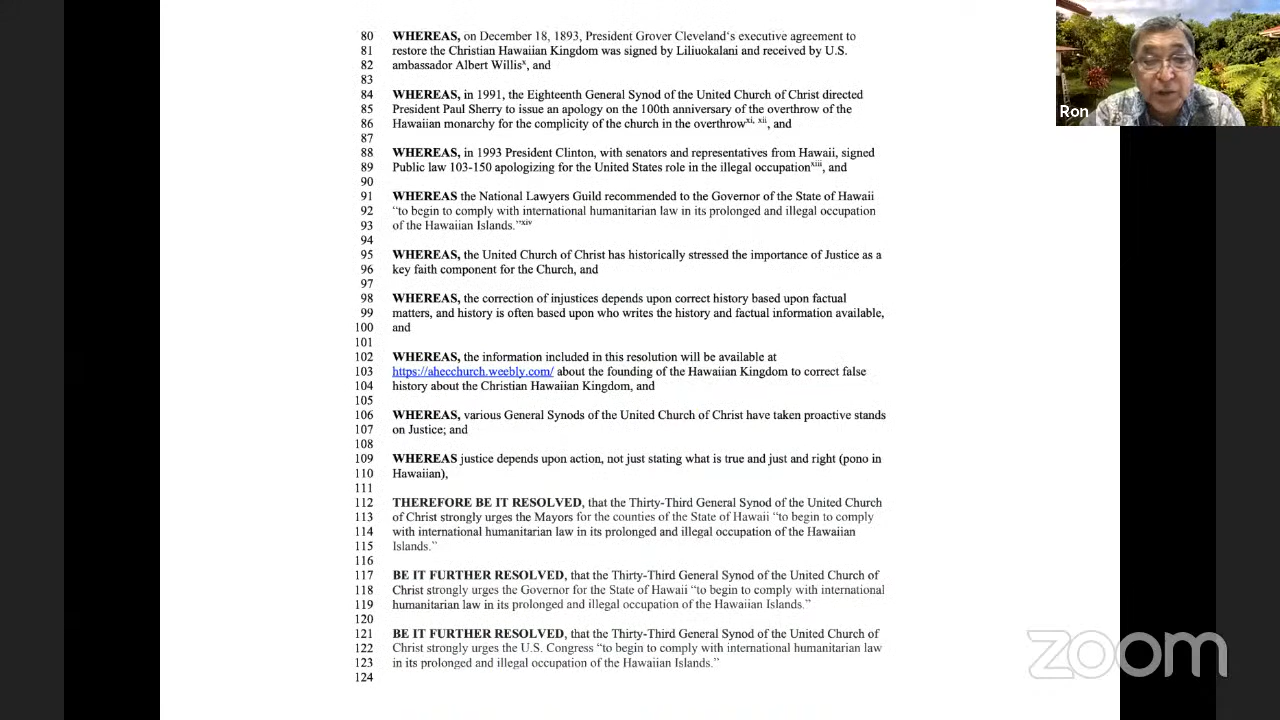 80 WHEREAS, on December 18, 1893, President Grover Cleveland's executive agreement to
81 restore the Christian Hawaiian Kingdom was signed by Liliuokalani and received by U.S.
82 ambassador Albert Willisˣ, and
83
84 WHEREAS, in 1991, the Eighteenth General Synod of the United Church of Christ directed
85 President Paul Sherry to issue an apology on the 100th anniversary of the overthrow of the
86 Hawaiian monarchy for the complicity of the church in the overthrowxi, xii, and
87
88 WHEREAS, in 1993 President Clinton, with senators and representatives from Hawaii, signed
89 Public law 103-150 apologizing for the United States role in the illegal occupationxiii, and
90
91 WHEREAS the National Lawyers Guild recommended to the Governor of the State of Hawaii
92 “to begin to comply with international humanitarian law in its prolonged and illegal occupation
93 of the Hawaiian Islands.”xiv
94
95 WHEREAS, the United Church of Christ has historically stressed the importance of Justice as a
96 key faith component for the Church, and
97
98 WHEREAS, the correction of injustices depends upon correct history based upon factual
99 matters, and history is often based upon who writes the history and factual information available,
100 and
101
102 WHEREAS, the information included in this resolution will be available at
103 https://ahecchurch.weebly.com/ about the founding of the Hawaiian Kingdom to correct false
104 history about the Christian Hawaiian Kingdom, and
105
106 WHEREAS, various General Synods of the United Church of Christ have taken proactive stands
107 on Justice; and
108
109 WHEREAS justice depends upon action, not just stating what is true and just and right (pono in
110 Hawaiian),
111
112 THEREFORE BE IT RESOLVED, that the Thirty-Third General Synod of the United Church
113 of Christ strongly urges the Mayors for the counties of the State of Hawaii “to begin to comply
114 with international humanitarian law in its prolonged and illegal occupation of the Hawaiian
115 Islands.”
116
117 BE IT FURTHER RESOLVED, that the Thirty-Third General Synod of the United Church of
118 Christ strongly urges the Governor for the State of Hawaii “to begin to comply with international
119 humanitarian law in its prolonged and illegal occupation of the Hawaiian Islands.”
120
121 BE IT FURTHER RESOLVED, that the Thirty-Third General Synod of the United Church of
122 Christ strongly urges the U.S. Congress “to begin to comply with international humanitarian law
123 in its prolonged and illegal occupation of the Hawaiian Islands.”
124
Ron
zoom